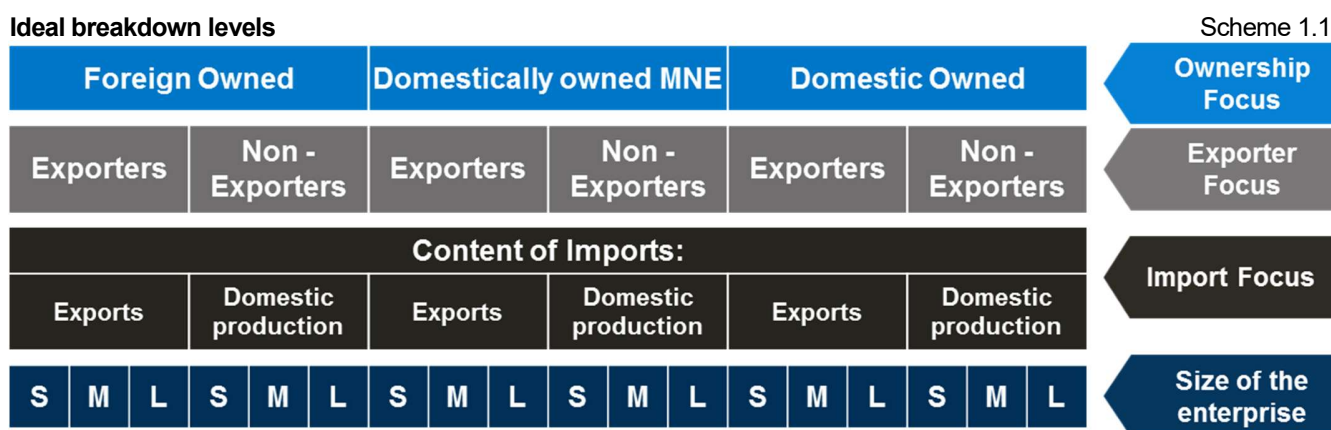 Ideal breakdown levels Scheme 1.1
Foreign Owned Domestically owned MNE Domestic Owned
Ownership
Focus
Exporters
Non -
Exporters
Exporters
Non -
Exporters
Exporters
Non -
Exporters
Exporter
Focus
Content of Imports:
Exports
Domestic
production
Exports
Domestic
production
Exports
Domestic
production
Import Focus
S M L S M L S M L S M L S M L S M L
Size of the
enterprise